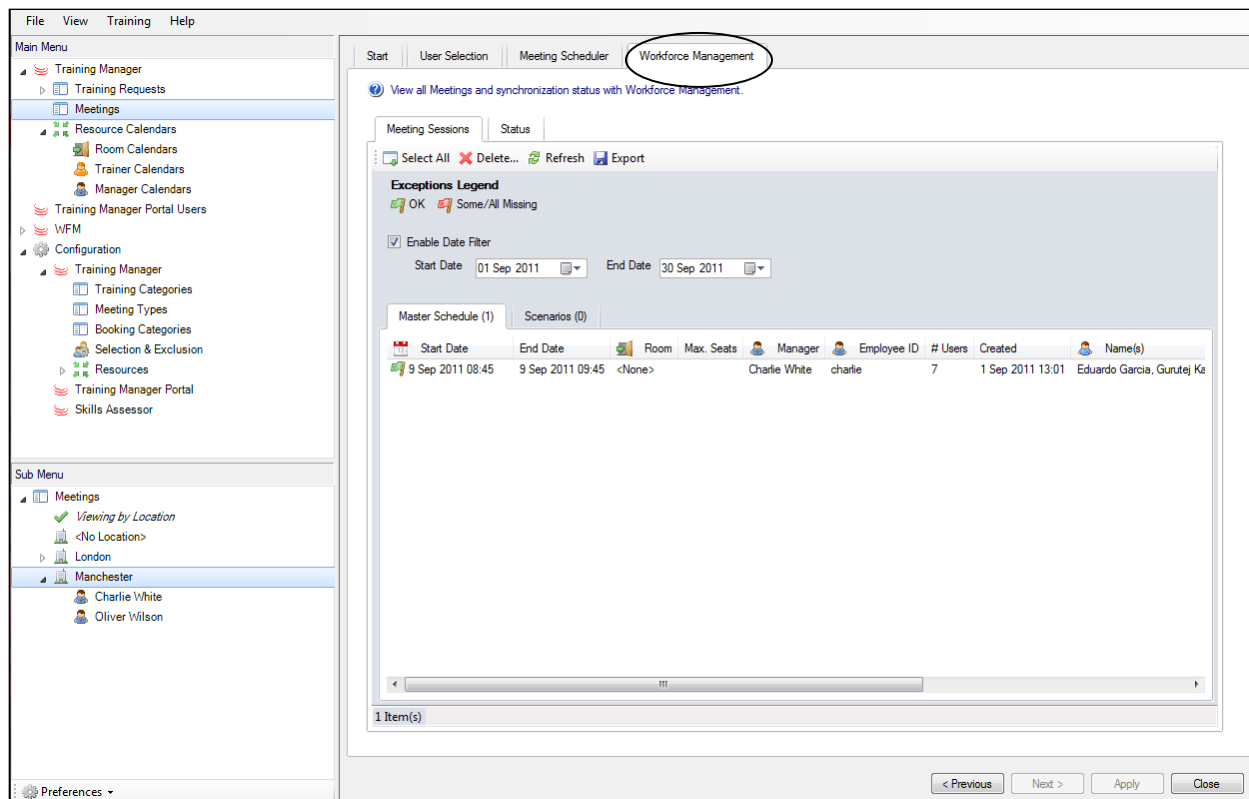 File View Training Help
Main Menu
Training Manager
Training Requests
Meetings
Resource Calendars
Room Calendars
Trainer Calendars
Manager Calendars
Training Manager Portal Users
WFM
Configuration
Training Manager
Training Categories
Meeting Types
Booking Categories
Selection & Exclusion
Resources
Training Manager Portal
Skills Assessor
Sub Menu
Meetings
Viewing by Location
<No Location>
London
Manchester
Charlie White
Oliver Wilson
Preferences
Start User Selection Meeting Scheduler Workforce Management
View all Meetings and synchronization status with Workforce Management.
Meeting Sessions Status
Select All Delete... Refresh Export
Exceptions Legend
OK Some/All Missing
Enable Date Filter
Start Date 01 Sep 2011 End Date 30 Sep 2011
Master Schedule (1) Scenarios (0)
Start Date End Date Room Max. Seats Manager Employee ID # Users Created Name(s)
9 Sep 2011 08:45 9 Sep 2011 09:45 <None> Charlie White charlie 7 1 Sep 2011 13:01 Eduardo Garcia, Gurutej Ka
1 Item(s)
< Previous Next > Apply Close